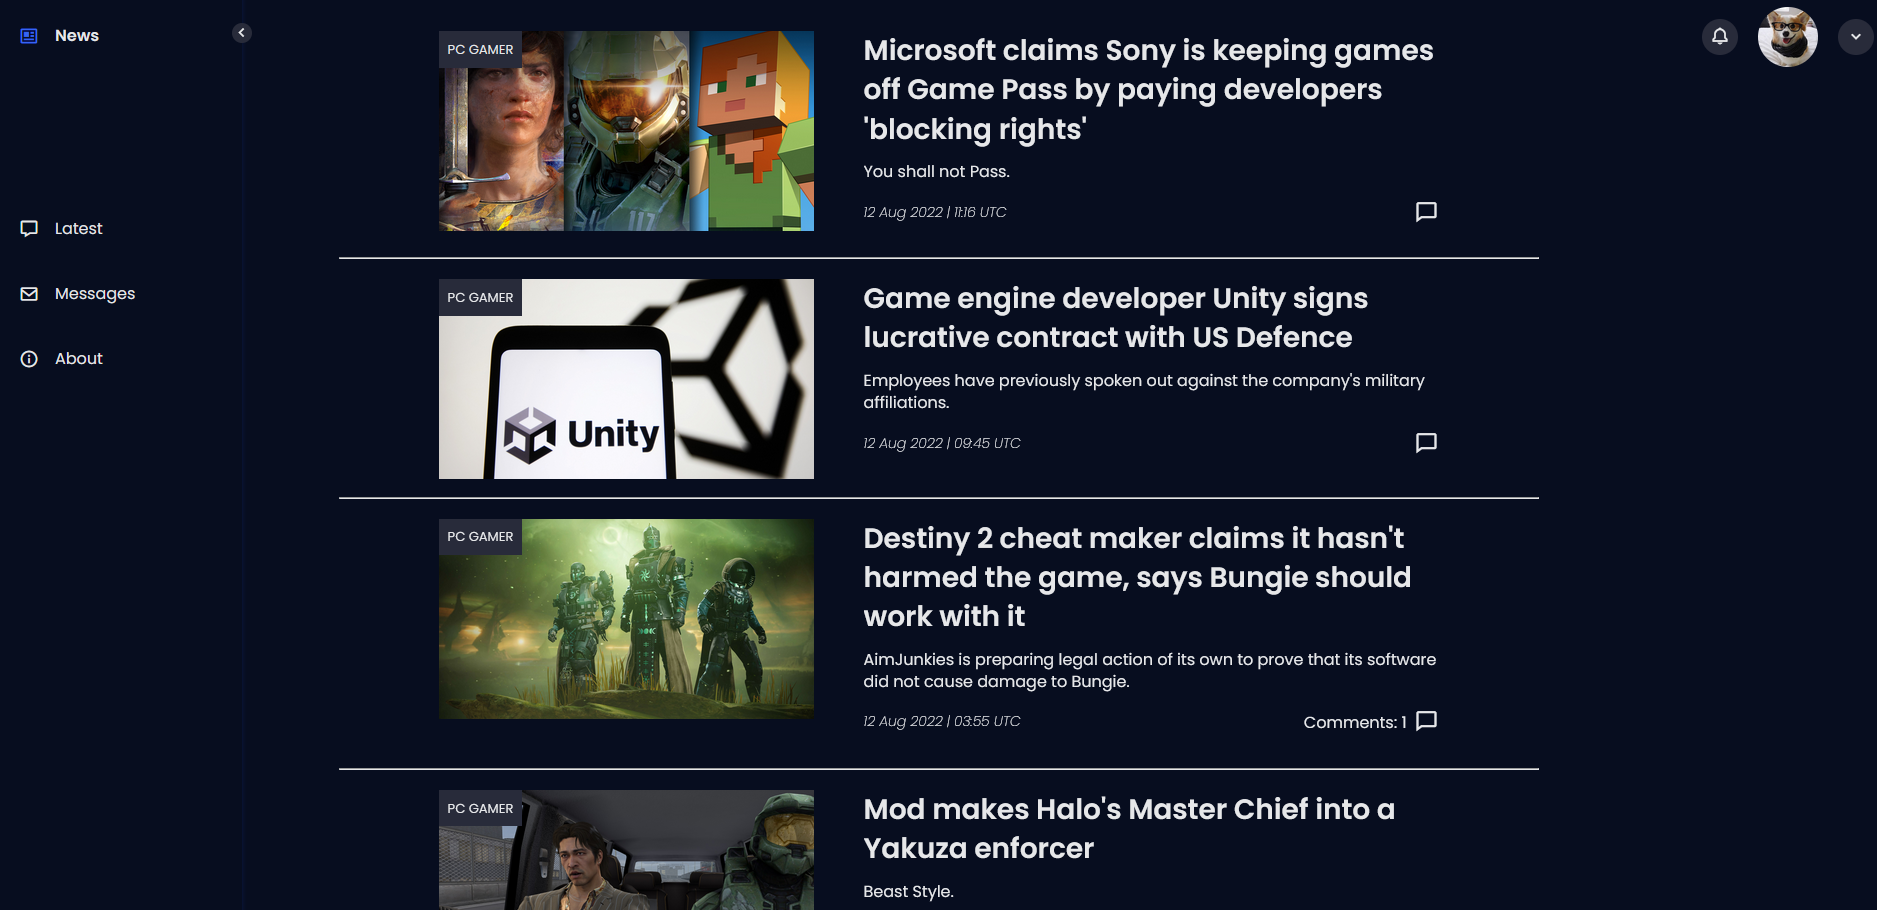 News
Latest
Messages
About
PC GAMER
117
Microsoft claims Sony is keeping games
off Game Pass by paying developers
'blocking rights'
You shall not Pass.
12 Aug 2022 | 11:16 UTC
PC GAMER
Unity
Game engine developer Unity signs
lucrative contract with US Defence
Employees have previously spoken out against the company's military
affiliations.
12 Aug 2022 | 09:45 UTC
PC GAMER
Destiny 2 cheat maker claims it hasn't
harmed the game, says Bungie should
work with it
AimJunkies is preparing legal action of its own to prove that its software
did not cause damage to Bungie.
12 Aug 2022 | 03:55 UTC
Comments: 1
PC GAMER
Mod makes Halo's Master Chief into a
Yakuza enforcer
Beast Style.